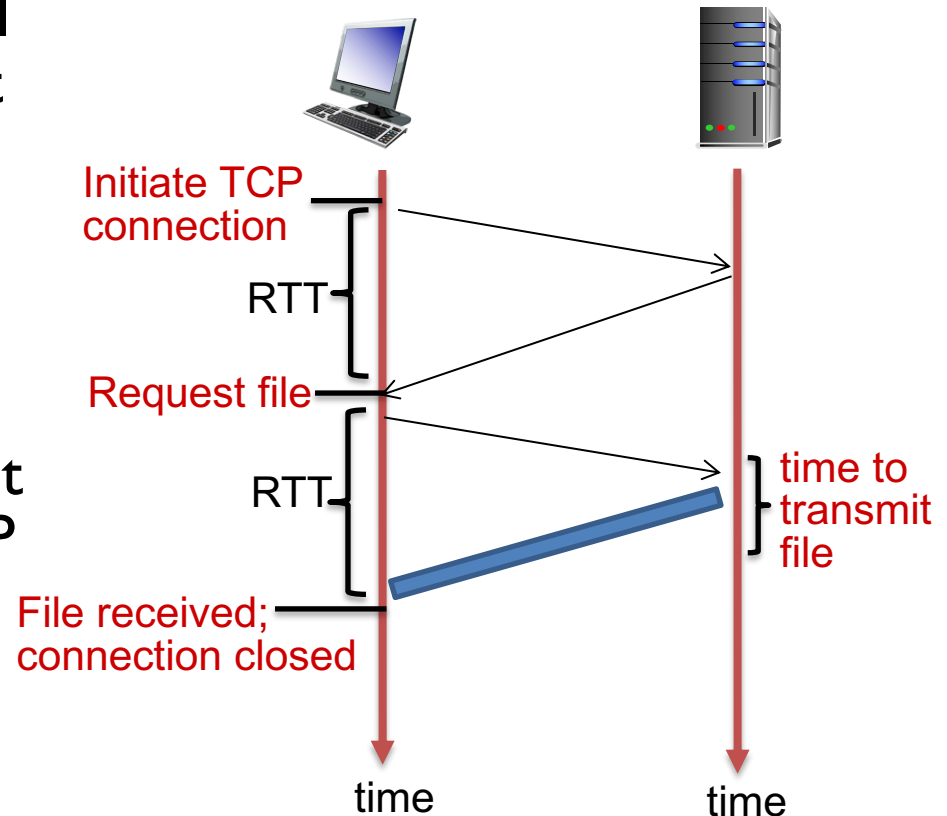 t
Initiate TCP
connection
RTT
Request file
t
P
RTT
time to
transmit
file
File received;
connection closed
time
time